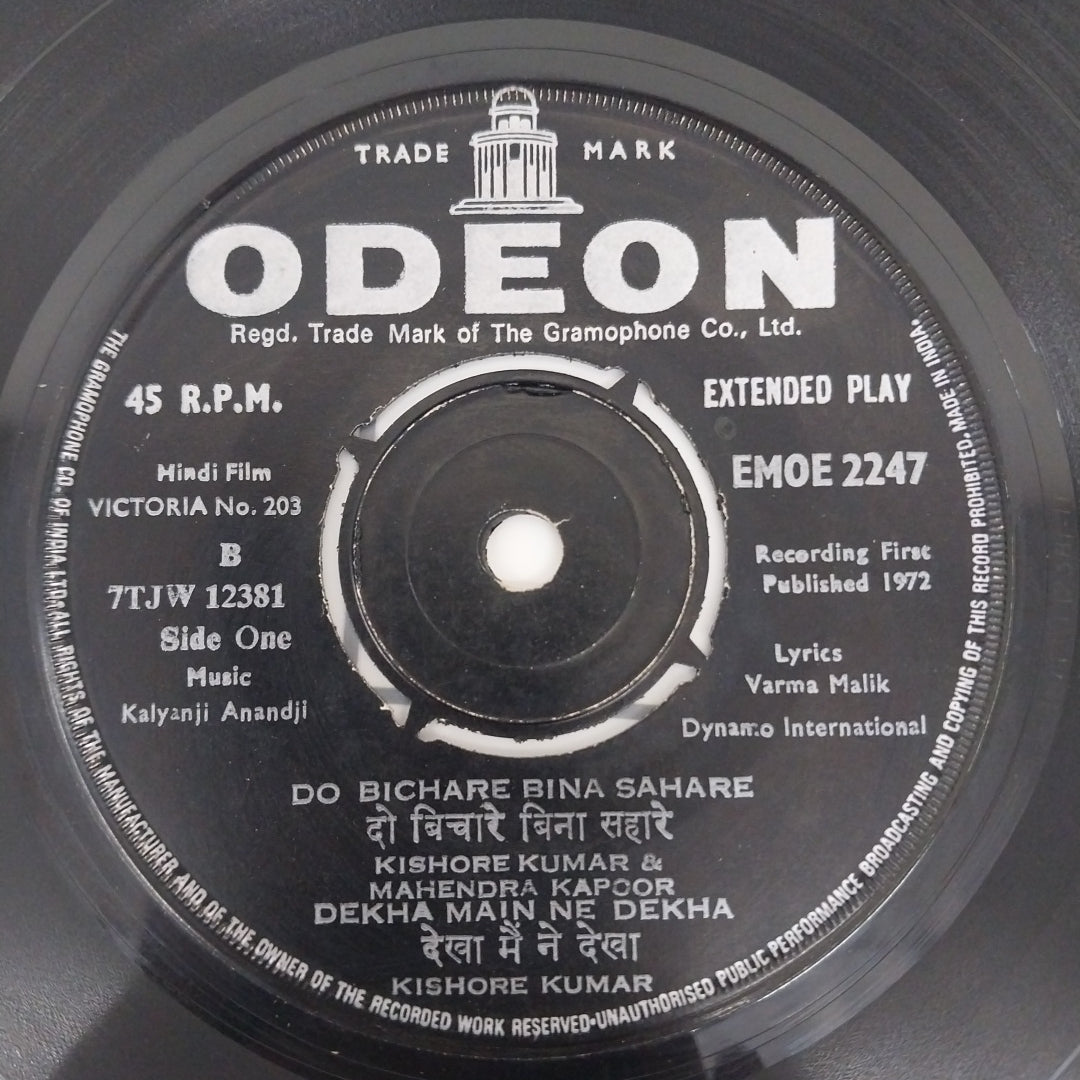 TRADE MARK
ODEON
Regd. Trade Mark of The Gramophone Co., Ltd.
45 R.P.M.
EXTENDED PLAY
Hindi Film
VICTORIA No. 203
EMOE 2247
B
7TJW 12381
Side One
Recording First
Published 1972
Music
Kalyanji Anandji
Lyrics
Varma Malik
Dynamo International
DO BICHARE BINA SAHARE
दो बिचारे बिना सहारे
KISHORE KUMAR &
MAHENDRA KAPOOR
DEKHA MAIN NE DEKHA
देखा मैं ने देखा
KISHORE KUMAR
THE GRAMOPHONE CO. OF INDIA LTD. ALL RIGHTS OF THE MANUFACTURER AND OF THE OWNER OF THE RECORDED WORK RESERVED-UNAUTHORISED PUBLIC PERFORMANCE BROADCASTING AND COPYING OF THIS RECORD PROHIBITED. MADE IN INDIA.